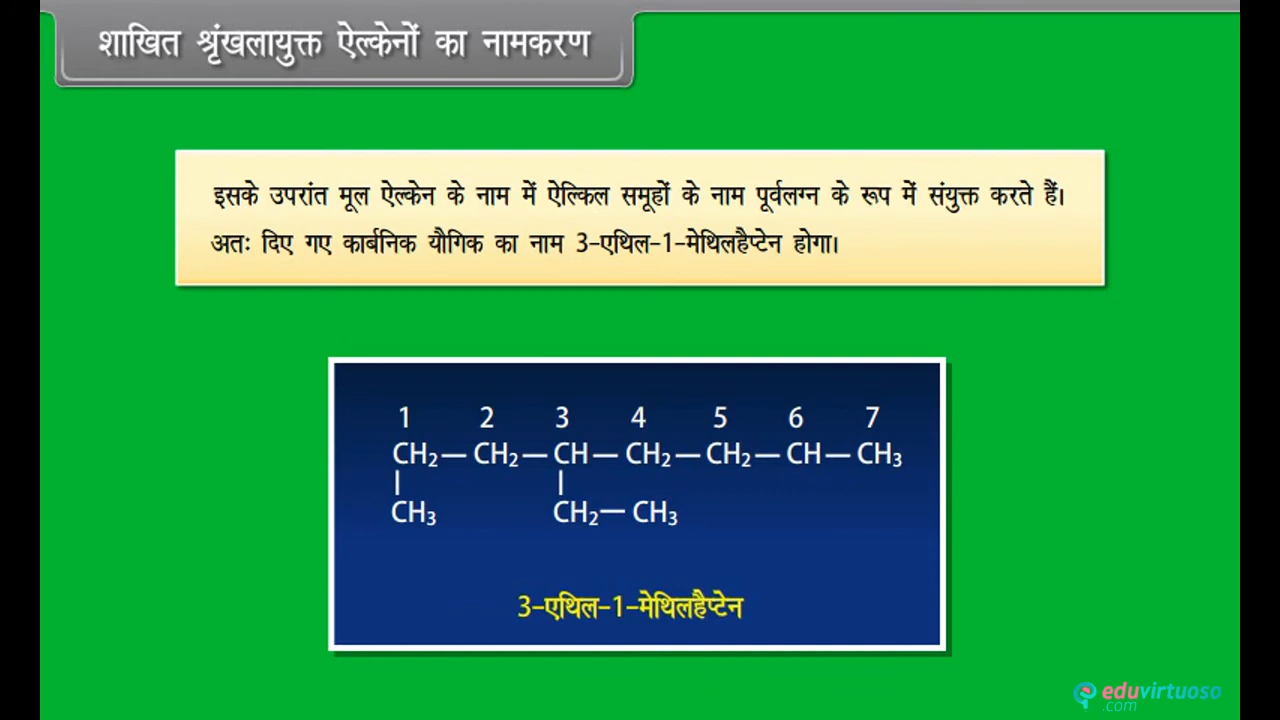 शाखित श्रृंखलायुक्त ऐल्केनों का नामकरण
इसके उपरांत मूल ऐल्केन के नाम में ऐल्किल समूहों के नाम पूर्वलग्न के रूप में संयुक्त करते हैं।
अतः दिए गए कार्बनिक यौगिक का नाम 3-एथिल-1-मेथिलहैप्टेन होगा।
1 2 3 4 5 6 7
CH₂ — CH₂ — CH — CH₂ — CH₂ — CH — CH₃
| |
CH₃ CH₂ — CH₃
3-एथिल-1-मेथिलहैप्टेन
eduvirtuoso
.com